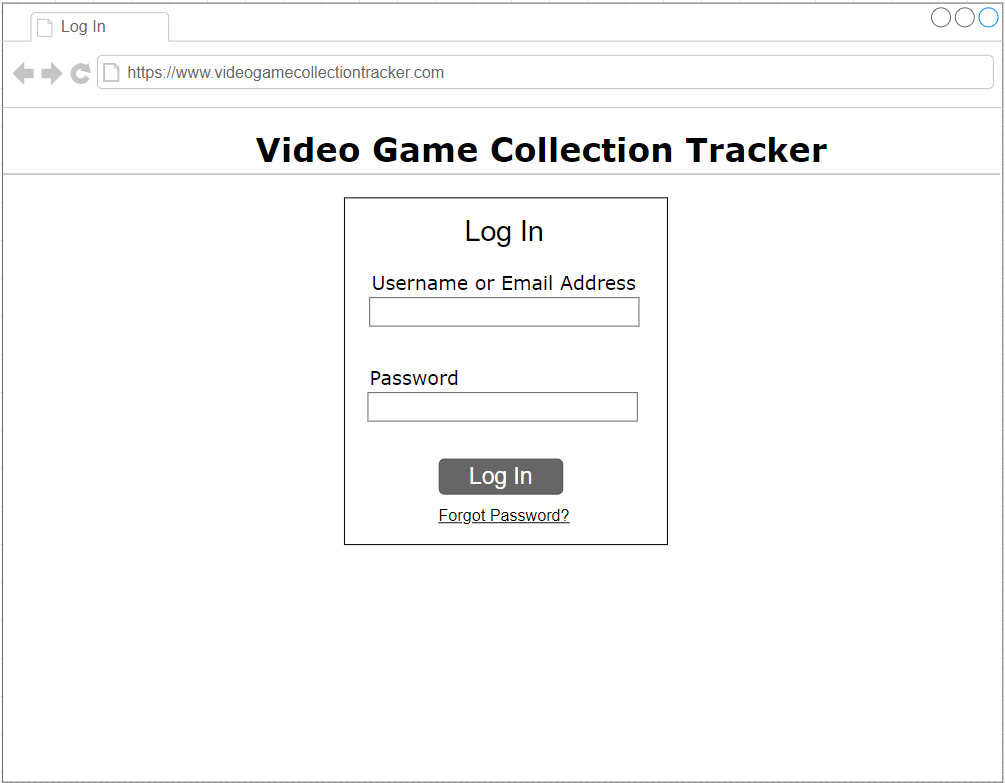 Log In
https://www.videogamecollectiontracker.com
Video Game Collection Tracker
Log In
Username or Email Address
Password
Log In
Forgot Password?